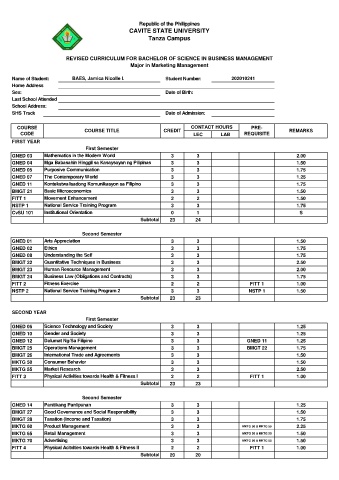 Republic of the Philippines
CAVITE STATE UNIVERSITY
Tanza Campus
REVISED CURRICULUM FOR BACHELOR OF SCIENCE IN BUSINESS MANAGEMENT
Major in Marketing Management
Name of Student: BAES, Jamica Nicolle I. Student Number: 202019241
Home Address
Sex: Date of Birth:
Last School Attended
School Address:
SHS Track Date of Admission:
COURSE CODE COURSE TITLE CREDIT CONTACT HOURS LEC LAB PRE-REQUISITE REMARKS
FIRST YEAR
First Semester
GNED 03 Mathematics in the Modern World 3 3 2.00
GNED 04 Mga Babasahin Hinggil sa Kasaysayan ng Pilipinas 3 3 1.50
GNED 05 Purposive Communication 3 3 1.75
GNED 07 The Contemporary World 3 3 1.25
GNED 11 Kontekstwalisadong Komunikasyon sa Filipino 3 3 1.75
BMGT 21 Basic Microeconomics 3 3 1.50
FITT 1 Movement Enhancement 2 2 1.50
NSTP 1 National Service Training Program 3 3 1.75
CvSU 101 Institutional Orientation 0 1 S
Subtotal 23 24
Second Semester
GNED 01 Arts Appreciation 3 3 1.50
GNED 02 Ethics 3 3 1.75
GNED 08 Understanding the Self 3 3 1.75
BMGT 22 Quantitative Techniques in Business 3 3 2.50
BMGT 23 Human Resource Management 3 3 2.00
BMGT 24 Business Law (Obligations and Contracts) 3 3 1.75
FITT 2 Fitness Exercise 2 2 FITT 1 1.00
NSTP 2 National Service Training Program 2 3 3 NSTP 1 1.50
Subtotal 23 23
SECOND YEAR
First Semester
GNED 06 Science Technology and Society 3 3 1.25
GNED 10 Gender and Society 3 3 1.25
GNED 12 Dalumat Ng/Sa Filipino 3 3 GNED 11 1.25
BMGT 25 Operations Management 3 3 BMGT 22 1.75
BMGT 26 International Trade and Agreements 3 3 1.50
MKTG 50 Consumer Behavior 3 3 1.50
MKTG 55 Market Research 3 3 2.50
FITT 3 Physical Activities towards Health & Fitness I 2 2 FITT 1 1.00
Subtotal 23 23
Second Semester
GNED 14 Panitikang Panlipunan 3 3 1.25
BMGT 27 Good Governance and Social Responsibility 3 3 1.50
BMGT 28 Taxation (Income and Taxation) 3 3 1.75
MKTG 60 Product Management 3 3 2.25
MKTG 65 Retail Management 3 3 1.50
MKTG 70 Advertising 3 3 1.50
FITT 4 Physical Activities towards Health & Fitness II 2 2 FITT 1 1.00
Subtotal 20 20